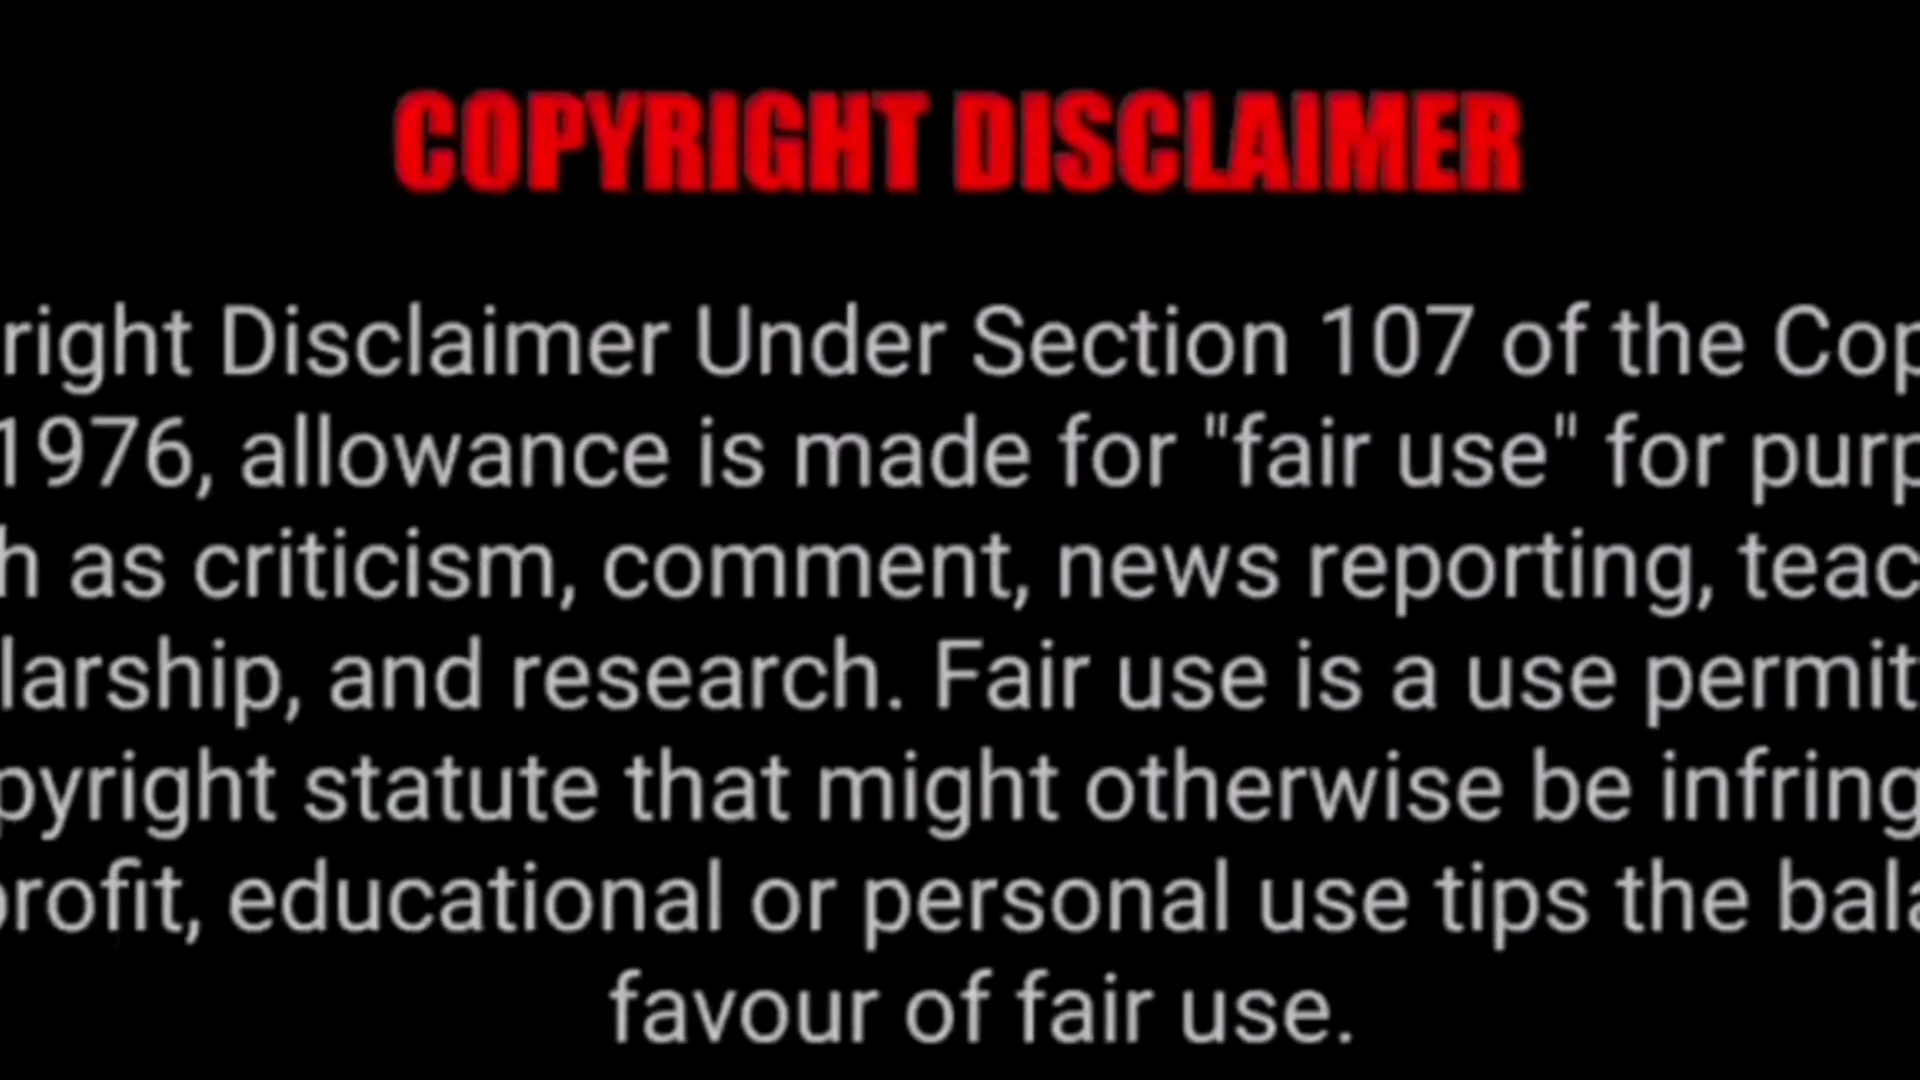 COPYRIGHT DISCLAIMER
right Disclaimer Under Section 107 of the Cop
1976, allowance is made for "fair use" for purp
h as criticism, comment, news reporting, teac
larship, and research. Fair use is a use permit
pyright statute that might otherwise be infring
profit, educational or personal use tips the bala
favour of fair use.